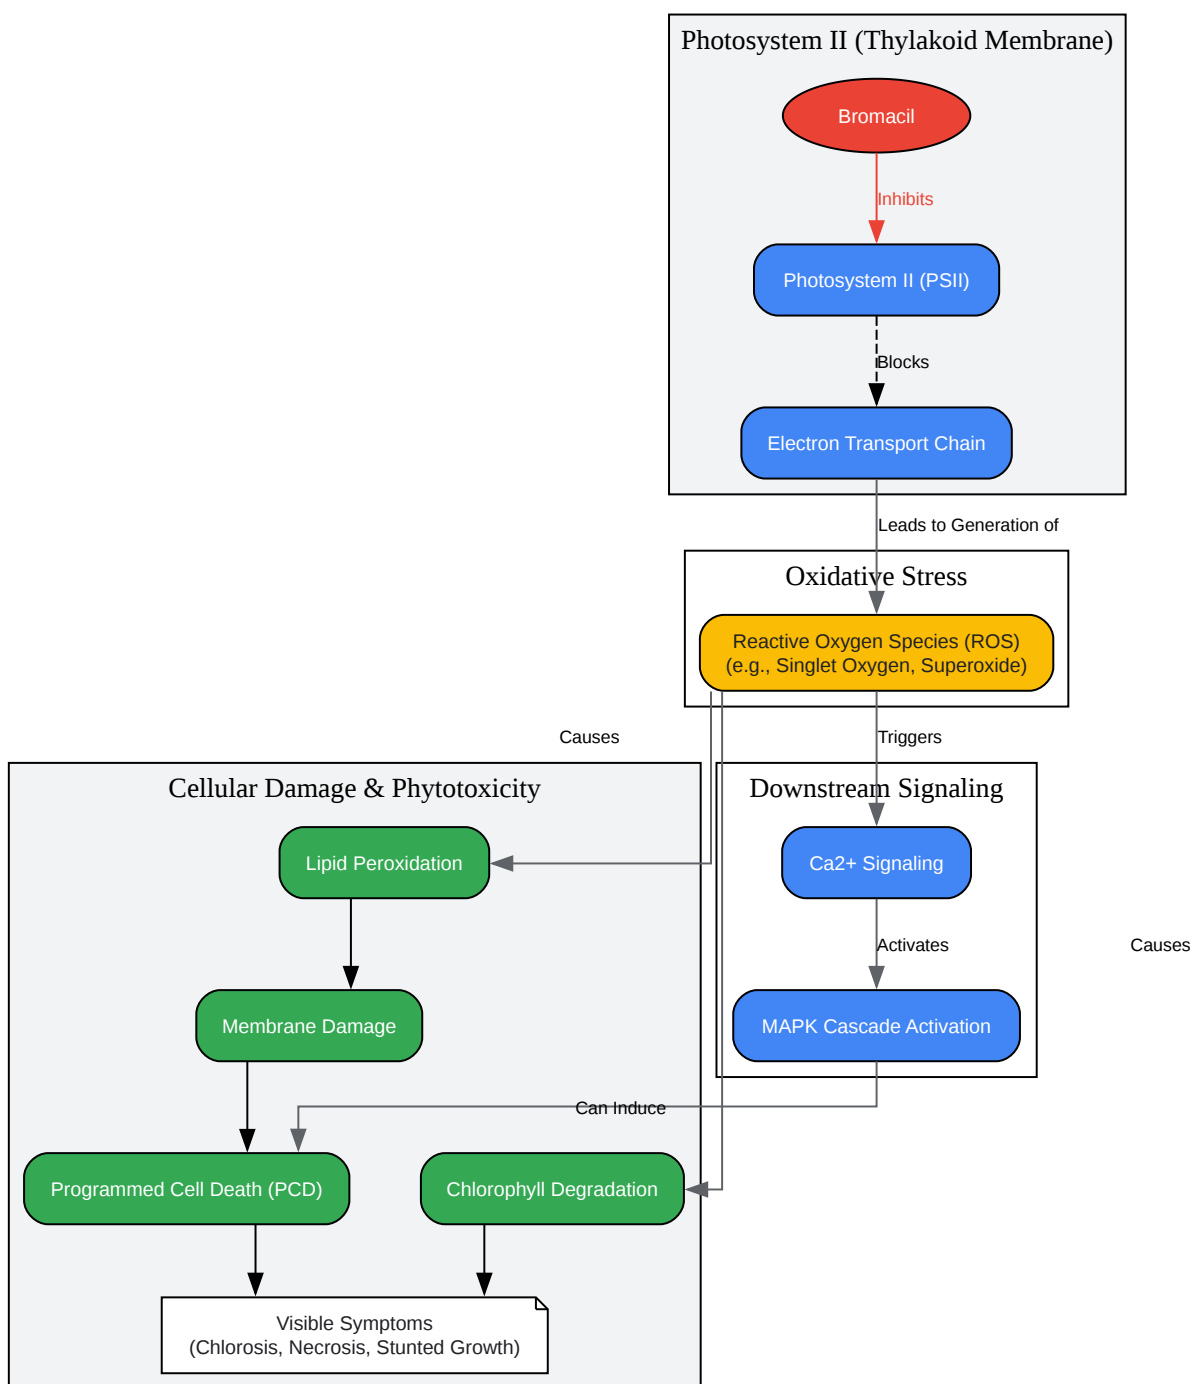 Photosystem II (Thylakoid Membrane)
Bromacil
Inhibits
Photosystem II (PSII)
Blocks
Electron Transport Chain
Leads to Generation of
Oxidative Stress
Reactive Oxygen Species (ROS)
(e.g., Singlet Oxygen, Superoxide)
Causes
Triggers
Cellular Damage & Phytotoxicity
Downstream Signaling
Lipid Peroxidation
Ca2+ Signaling
Activates
Causes
Membrane Damage
MAPK Cascade Activation
Can Induce
Programmed Cell Death (PCD)
Chlorophyll Degradation
Visible Symptoms
(Chlorosis, Necrosis, Stunted Growth)